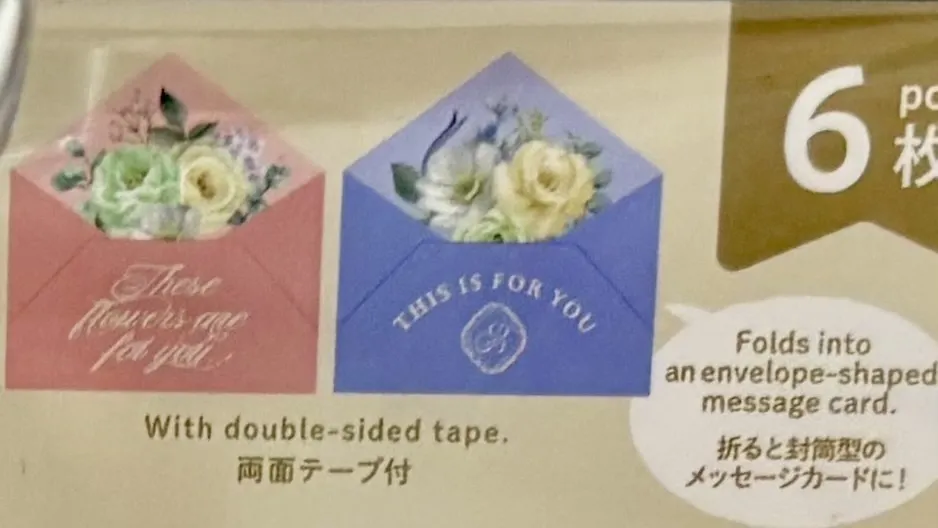 These
flowers are
for you.
THIS IS FOR YOU
6
枚
With double-sided tape.
両面テープ付
Folds into
an envelope-shaped
message card.
折ると封筒型の
メッセージカードに!